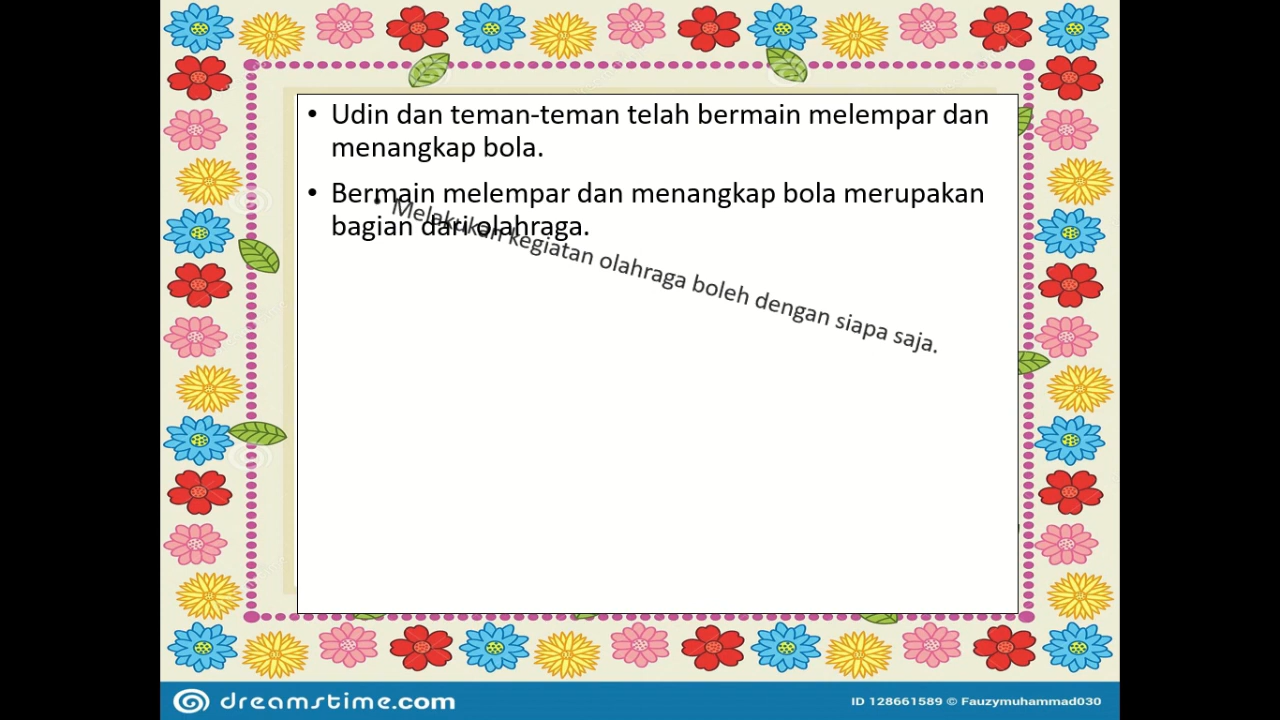 • Udin dan teman-teman telah bermain melempar dan
menangkap bola.
• Bermain melempar dan menangkap bola merupakan
bagian dari olahraga.
• Melakukan kegiatan olahraga boleh dengan siapa saja.
dreamstime.com
ID 128661589 © Fauzymuhammad030